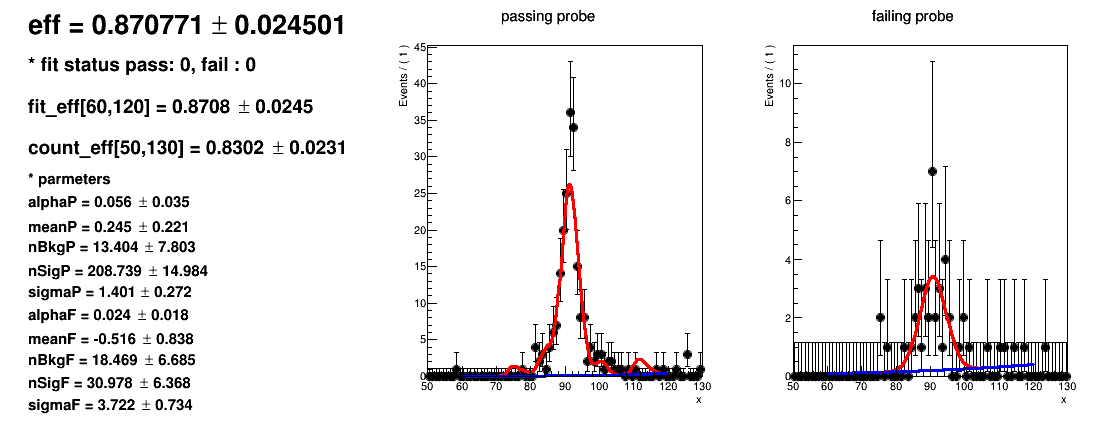 eff = 0.870771 ± 0.024501
* fit status pass: 0, fail : 0
fit_eff[60,120] = 0.8708 ± 0.0245
count_eff[50,130] = 0.8302 ± 0.0231
* parmeters
alphaP = 0.056 ± 0.035
meanP = 0.245 ± 0.221
nBkgP = 13.404 ± 7.803
nSigP = 208.739 ± 14.984
sigmaP = 1.401 ± 0.272
alphaF = 0.024 ± 0.018
meanF = -0.516 ± 0.838
nBkgF = 18.469 ± 6.685
nSigF = 30.978 ± 6.368
sigmaF = 3.722 ± 0.734
passing probe
Events / ( 1 )
45
40
35
30
25
20
15
10
5
0
50 60 70 80 90 100 110 120 130
x
failing probe
Events / ( 1 )
10
8
6
4
2
0
50 60 70 80 90 100 110 120 130
x